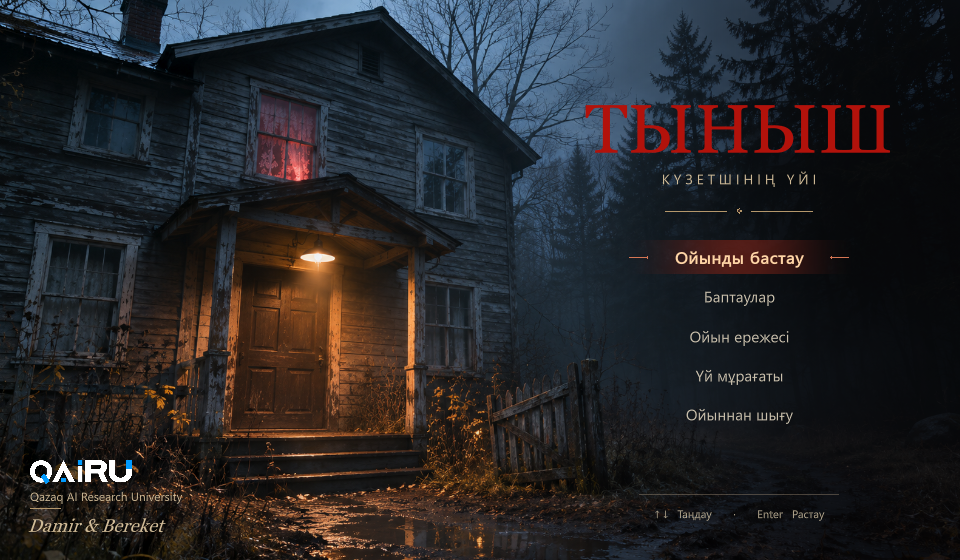 ТЫНЫШ
КҮЗЕТШІНІҢ ҮЙІ
Ойынды бастау
Баптаулар
Ойын ережесі
Үй мұрағаты
Ойыннан шығу
↑↓ Таңдау · Enter Растау
QAIRU
Qazaq AI Research University
Damir & Bereket